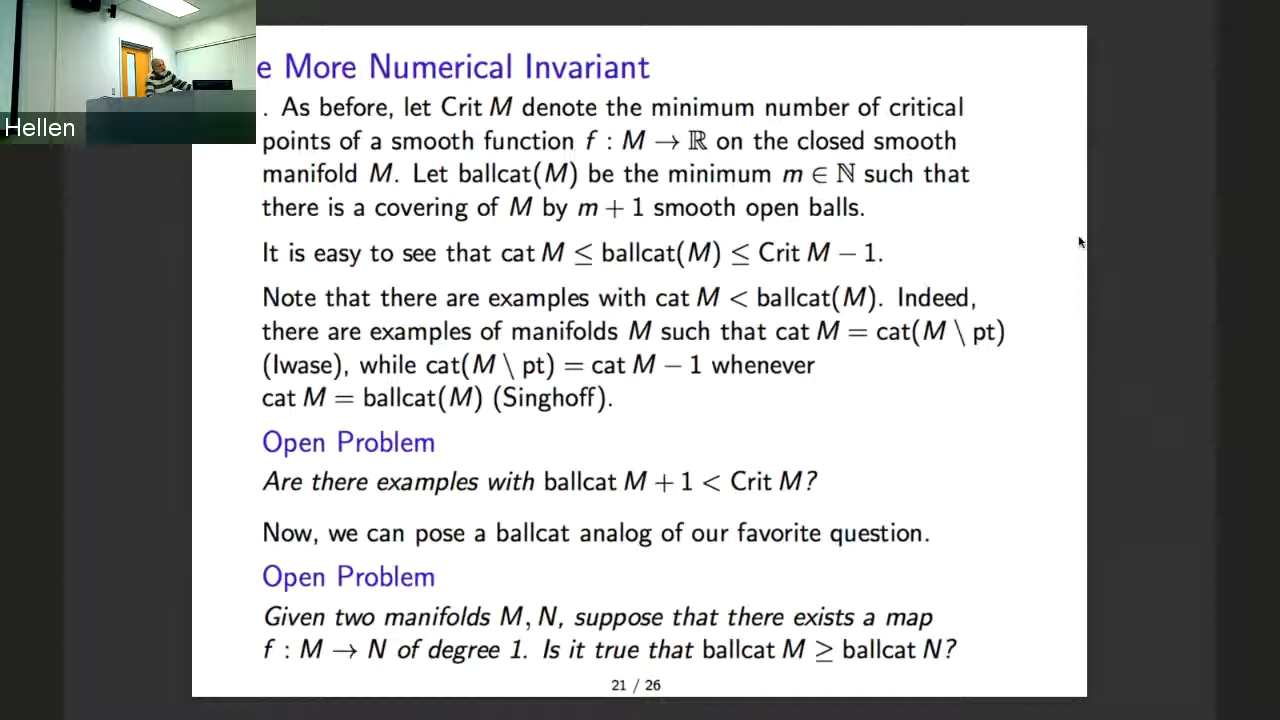 e More Numerical Invariant
. As before, let Crit M denote the minimum number of critical
points of a smooth function f : M → ℝ on the closed smooth
manifold M. Let ballcat(M) be the minimum m ∈ ℕ such that
there is a covering of M by m + 1 smooth open balls.
Hellen
It is easy to see that cat M ≤ ballcat(M) ≤ Crit M − 1.
Note that there are examples with cat M < ballcat(M). Indeed,
there are examples of manifolds M such that cat M = cat(M \ pt)
(Iwase), while cat(M \ pt) = cat M − 1 whenever
cat M = ballcat(M) (Singhoff).
Open Problem
Are there examples with ballcat M + 1 < Crit M?
Now, we can pose a ballcat analog of our favorite question.
Open Problem
Given two manifolds M, N, suppose that there exists a map
f : M → N of degree 1. Is it true that ballcat M ≥ ballcat N?
21 / 26